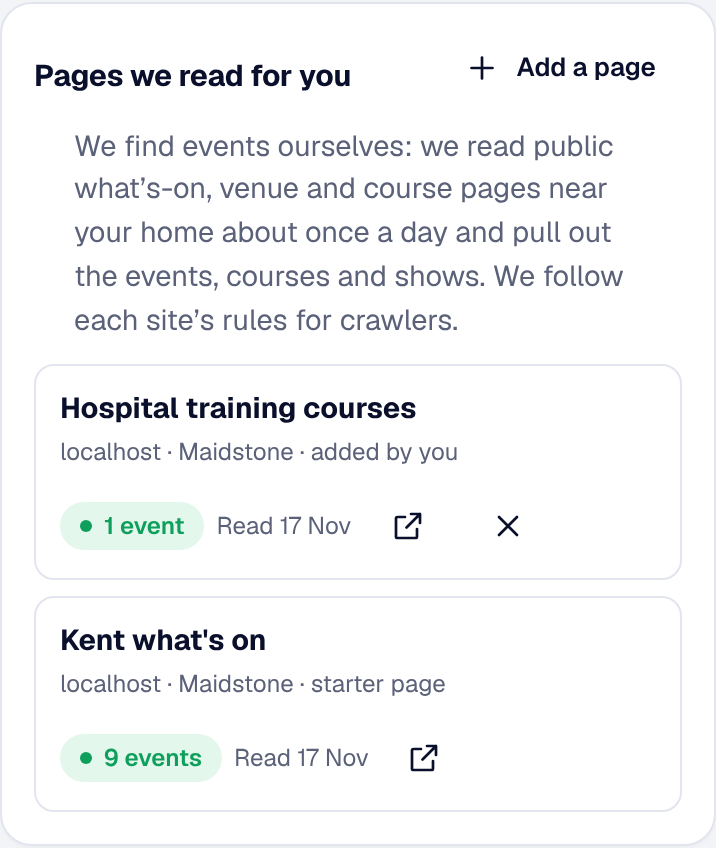 Pages we read for you
Add a page
We find events ourselves: we read public
what’s-on, venue and course pages near
your home about once a day and pull out
the events, courses and shows. We follow
each site’s rules for crawlers.
Hospital training courses
localhost · Maidstone · added by you
1 event Read 17 Nov
Kent what's on
localhost · Maidstone · starter page
9 events Read 17 Nov